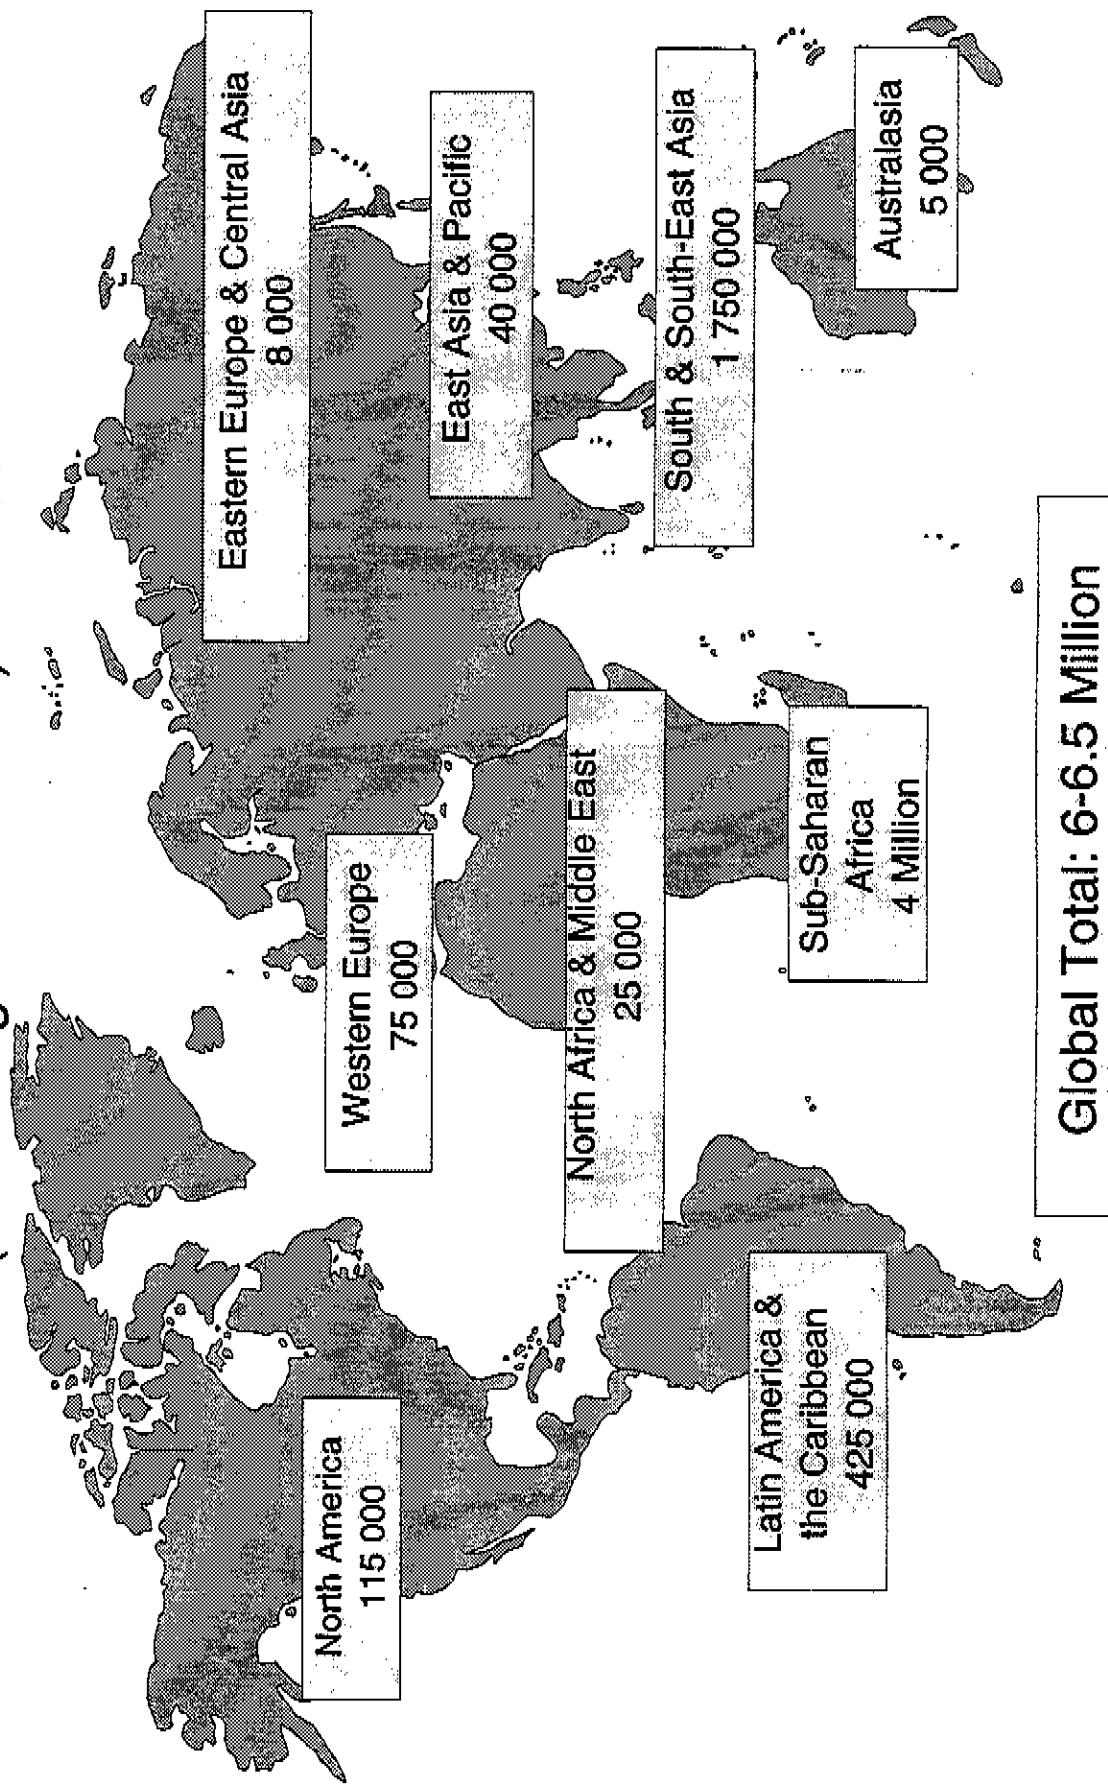 Eastern Europe & Central Asia
8 000
East Asia & Pacific
40 000
South & South-East Asia
1 750 000
Australasia
5 000
Western Europe
75 000
North Africa & Middle East
25 000
Sub-Saharan
Africa
4 Million
North America
115 000
Latin America &
the Caribbean
425 000
Global Total: 6-6.5 Million